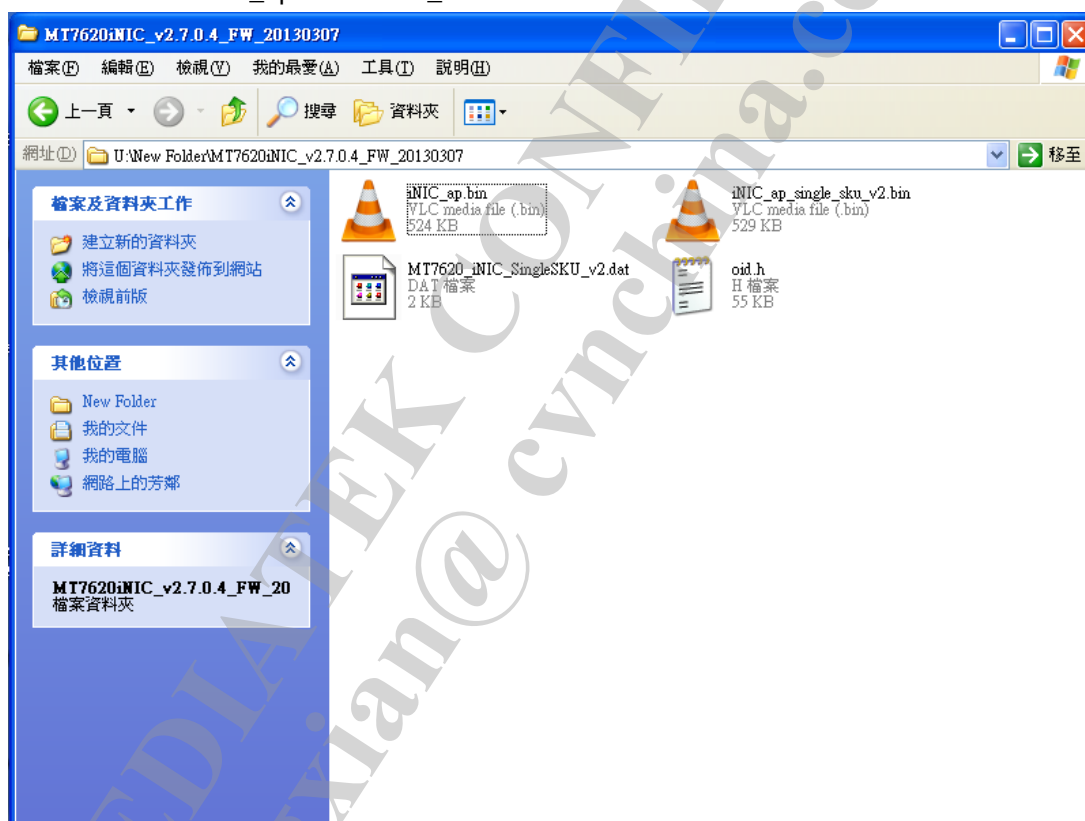 MT7620iNIC_v2.7.0.4_FW_20130307
檔案(F) 編輯(E) 檢視(V) 我的最愛(A) 工具(T) 說明(H)
上一頁 搜尋 資料夾
網址(D) U:\New Folder\MT7620iNIC_v2.7.0.4_FW_20130307 移至
檔案及資料夾工作
建立新的資料夾
將這個資料夾發佈到網站
檢視前版
其他位置
New Folder
我的文件
我的電腦
網路上的芳鄰
詳細資料
MT7620iNIC_v2.7.0.4_FW_20
檔案資料夾
iNIC_ap.bin
VLC media file (.bin)
524 KB
iNIC_ap_single_sku_v2.bin
VLC media file (.bin)
529 KB
MT7620_iNIC_SingleSKU_v2.dat
DAT 檔案
2 KB
oid.h
H 檔案
55 KB
EDIATEK CONFI
xian@cvnchina.c